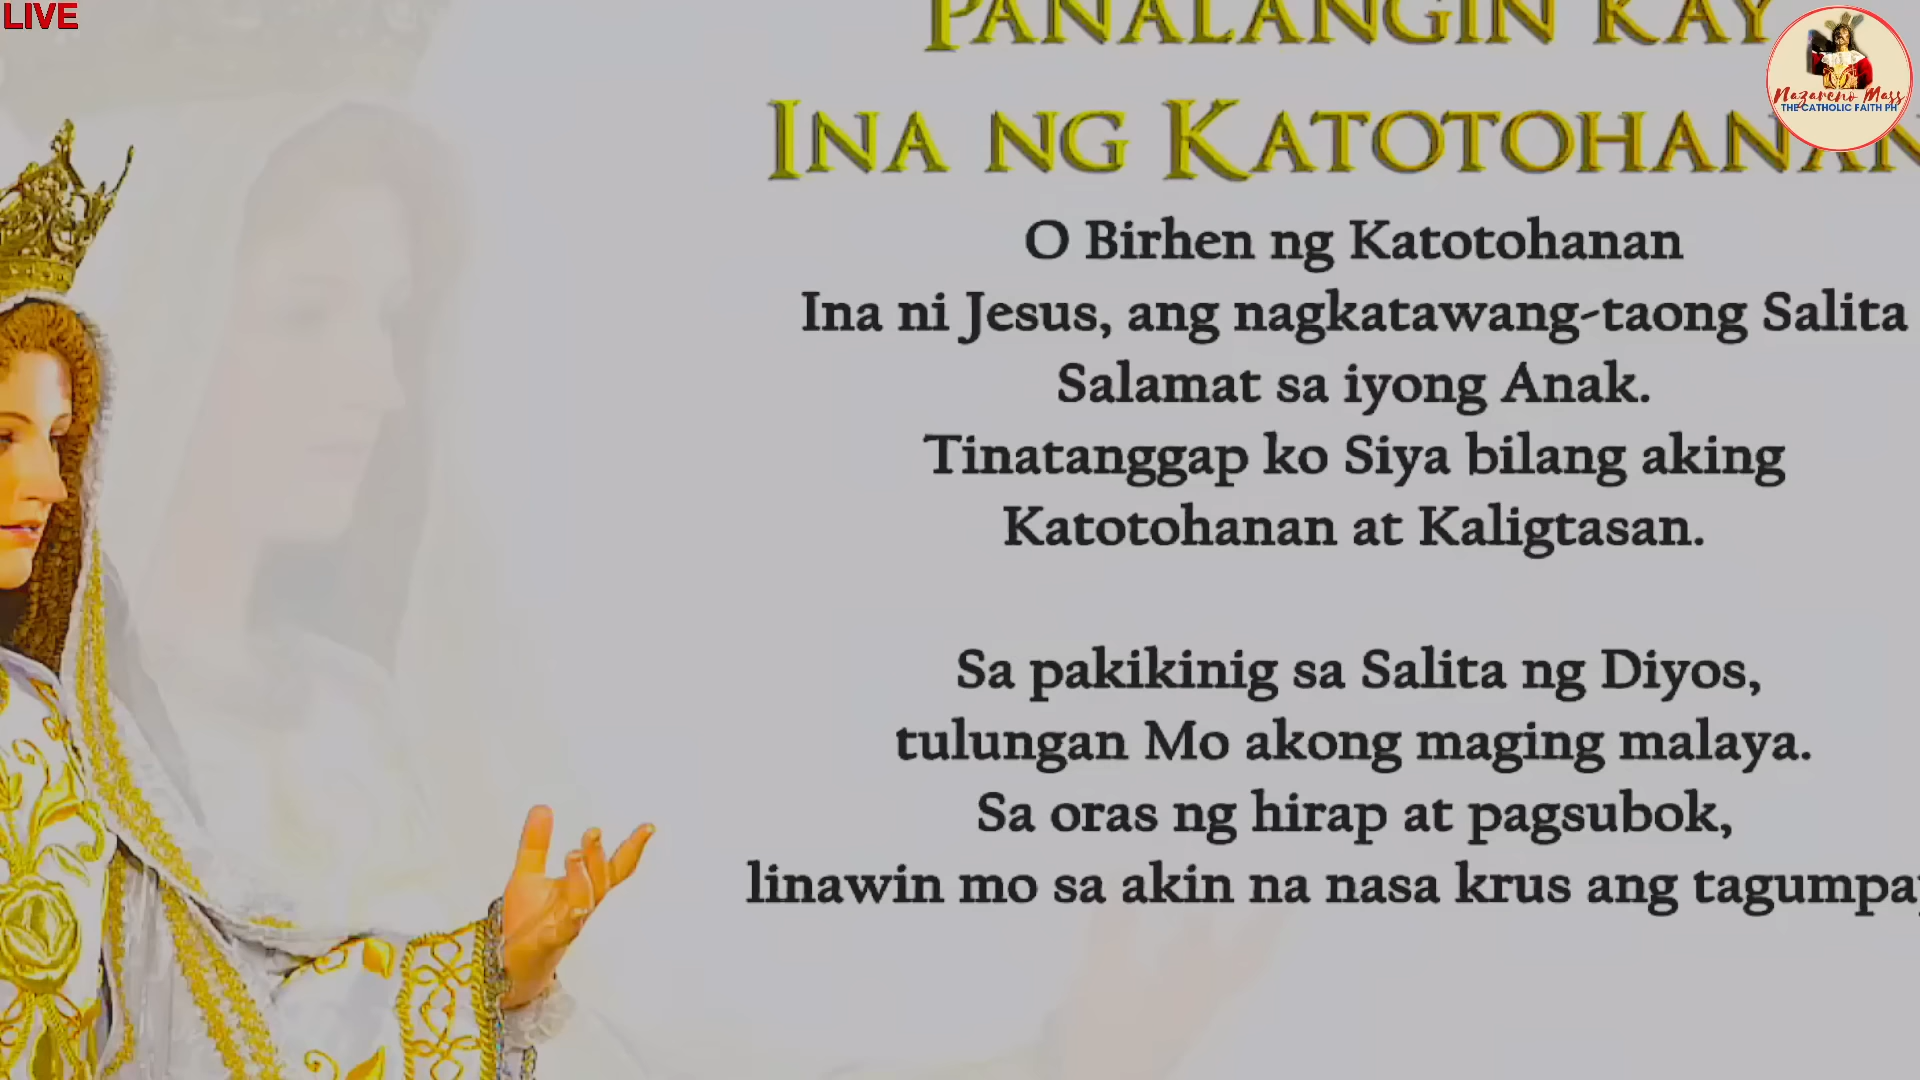 LIVE
PANALANGIN KAY
INA NG KATOTOHANAN
Nazareno Mass
THE CATHOLIC FAITH PH
O Birhen ng Katotohanan
Ina ni Jesus, ang nagkatawang-taong Salita
Salamat sa iyong Anak.
Tinatanggap ko Siya bilang aking
Katotohanan at Kaligtasan.
Sa pakikinig sa Salita ng Diyos,
tulungan Mo akong maging malaya.
Sa oras ng hirap at pagsubok,
linawin mo sa akin na nasa krus ang tagumpay